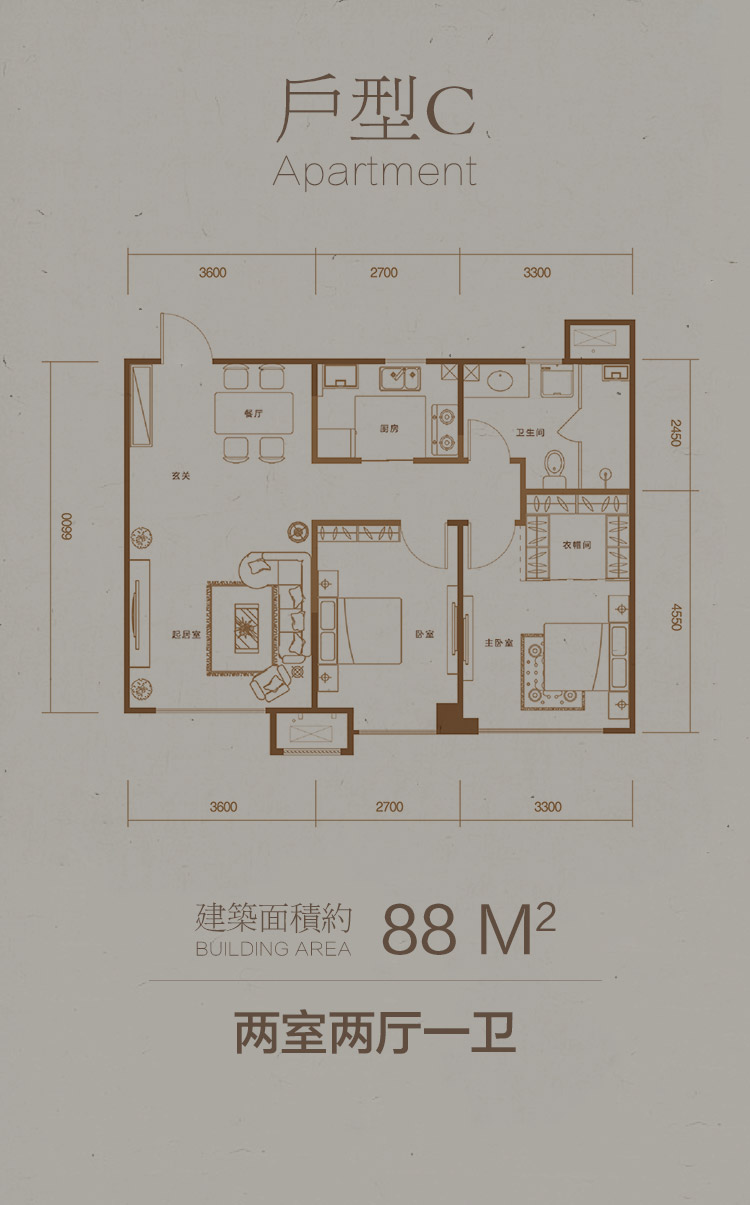 戶型C
Apartment
3600 2700 3300
餐厅
厨房
卫生间
玄关
衣帽间
起居室
卧室
主卧室
6600
2450
4550
3600 2700 3300
建築面積約 88 M²
BUILDING AREA
两室两厅一卫